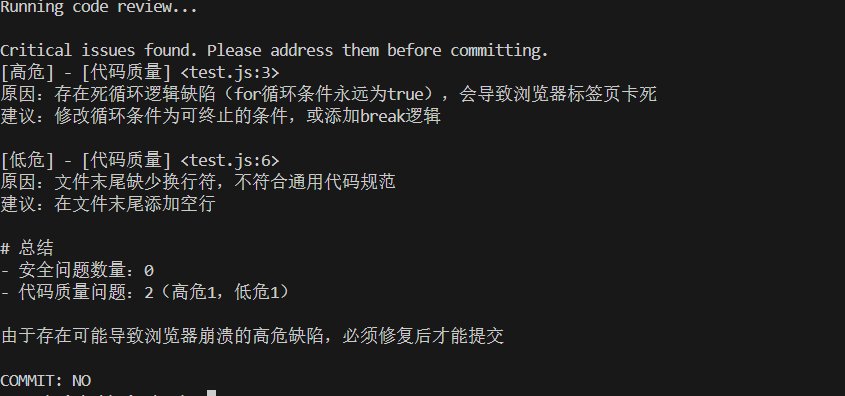 Running code review...
Critical issues found. Please address them before committing.
[高危] - [代码质量] <test.js:3>
原因：存在死循环逻辑缺陷（for循环条件永远为true），会导致浏览器标签页卡死
建议：修改循环条件为可终止的条件，或添加break逻辑
[低危] - [代码质量] <test.js:6>
原因：文件末尾缺少换行符，不符合通用代码规范
建议：在文件末尾添加空行
# 总结
- 安全问题数量：0
- 代码质量问题：2（高危1，低危1）
由于存在可能导致浏览器崩溃的高危缺陷，必须修复后才能提交
COMMIT: NO